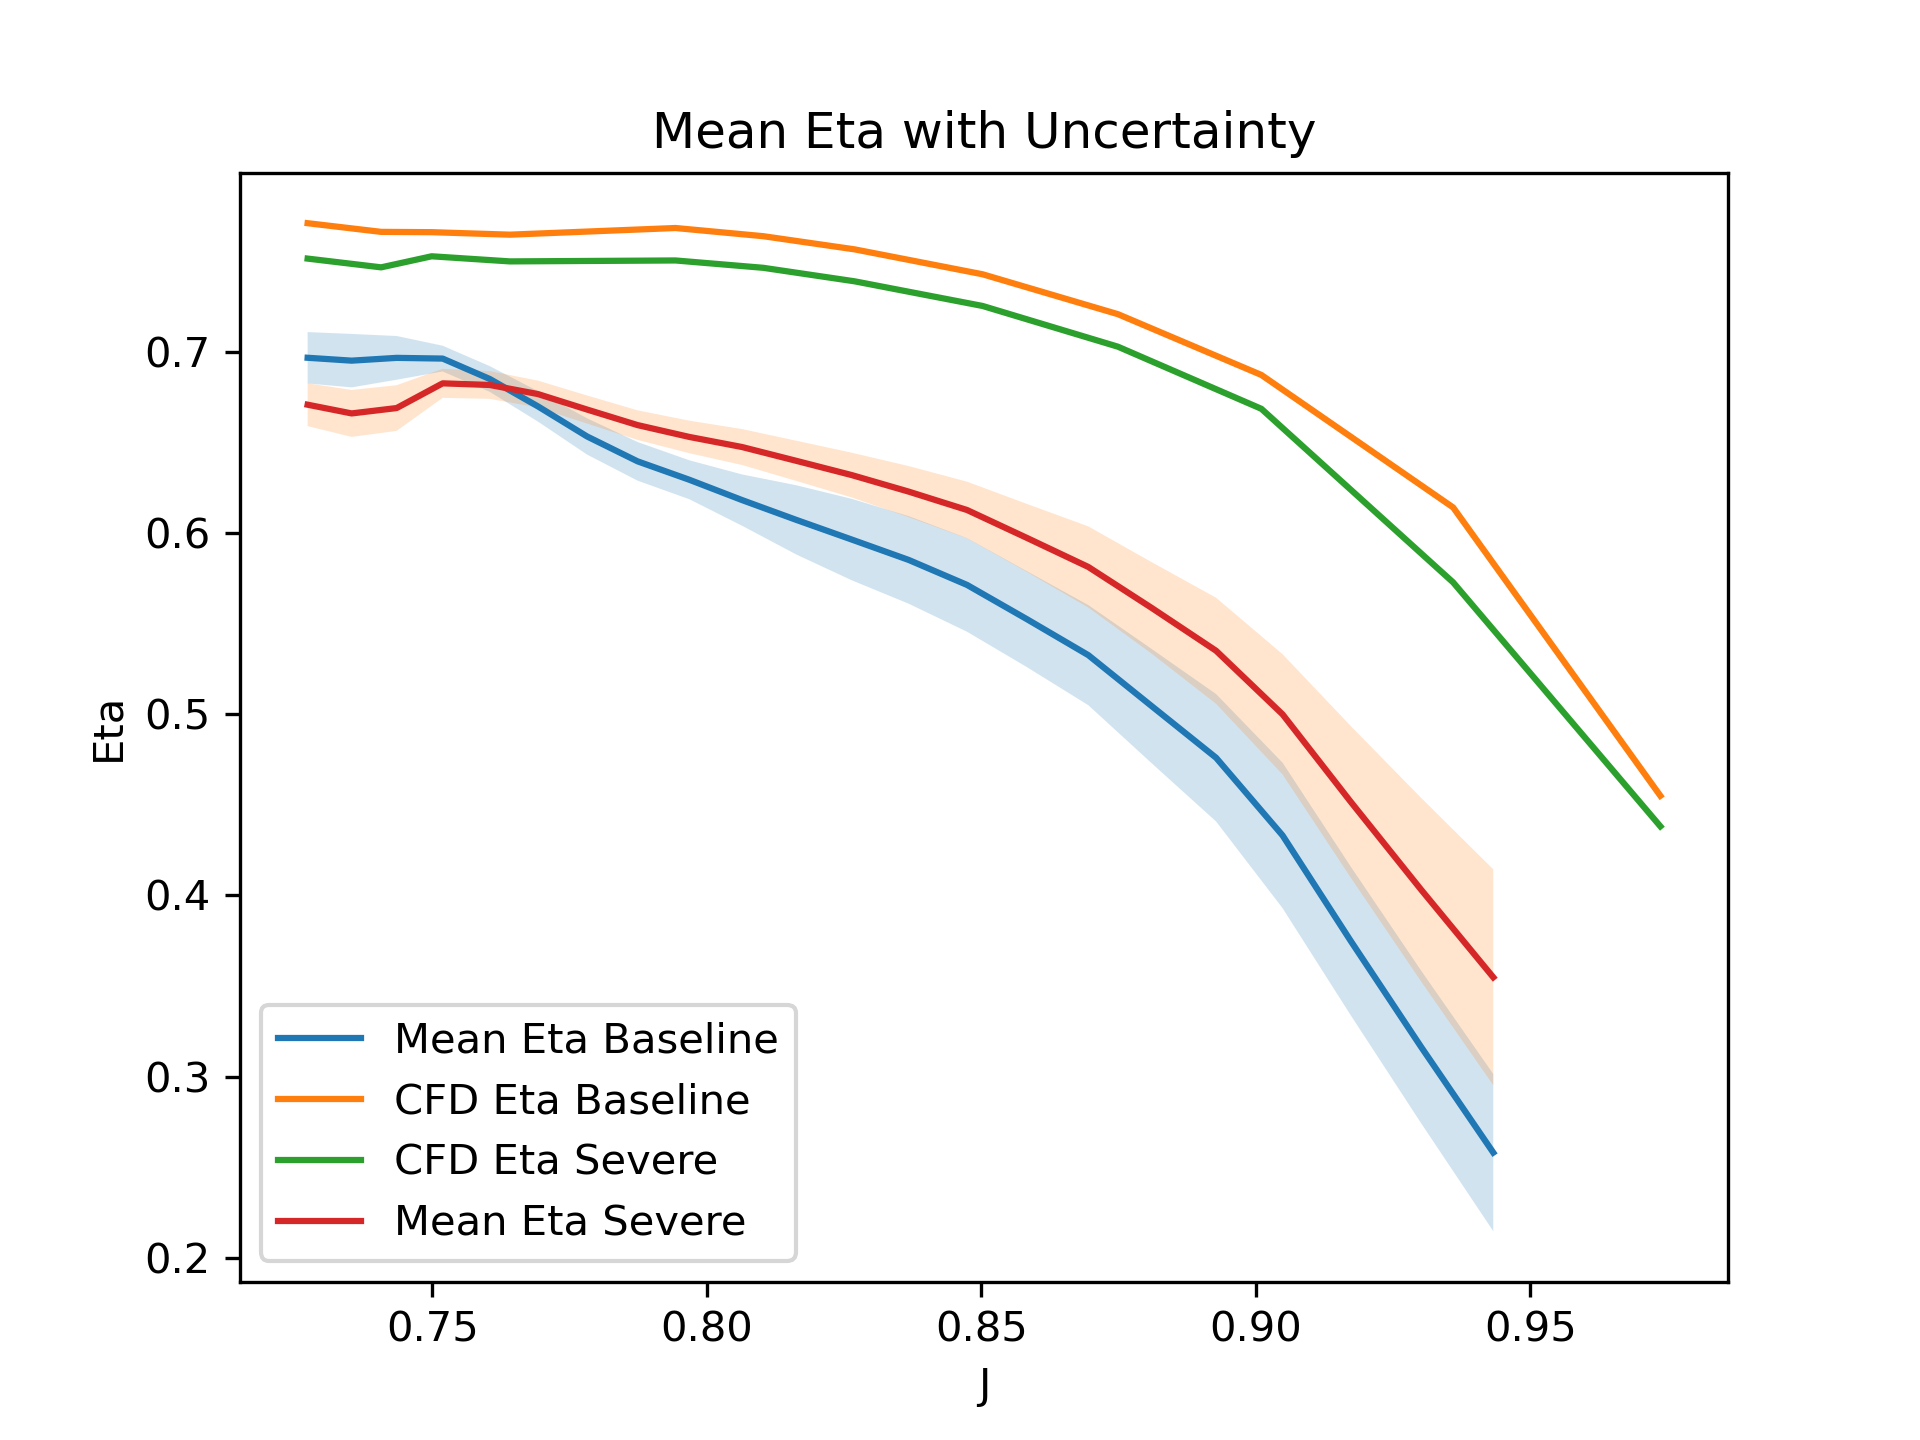 Mean Eta with Uncertainty
Eta
0.7
0.6
0.5
0.4
0.3
0.2
Mean Eta Baseline
CFD Eta Baseline
CFD Eta Severe
Mean Eta Severe
0.75 0.80 0.85 0.90 0.95
J